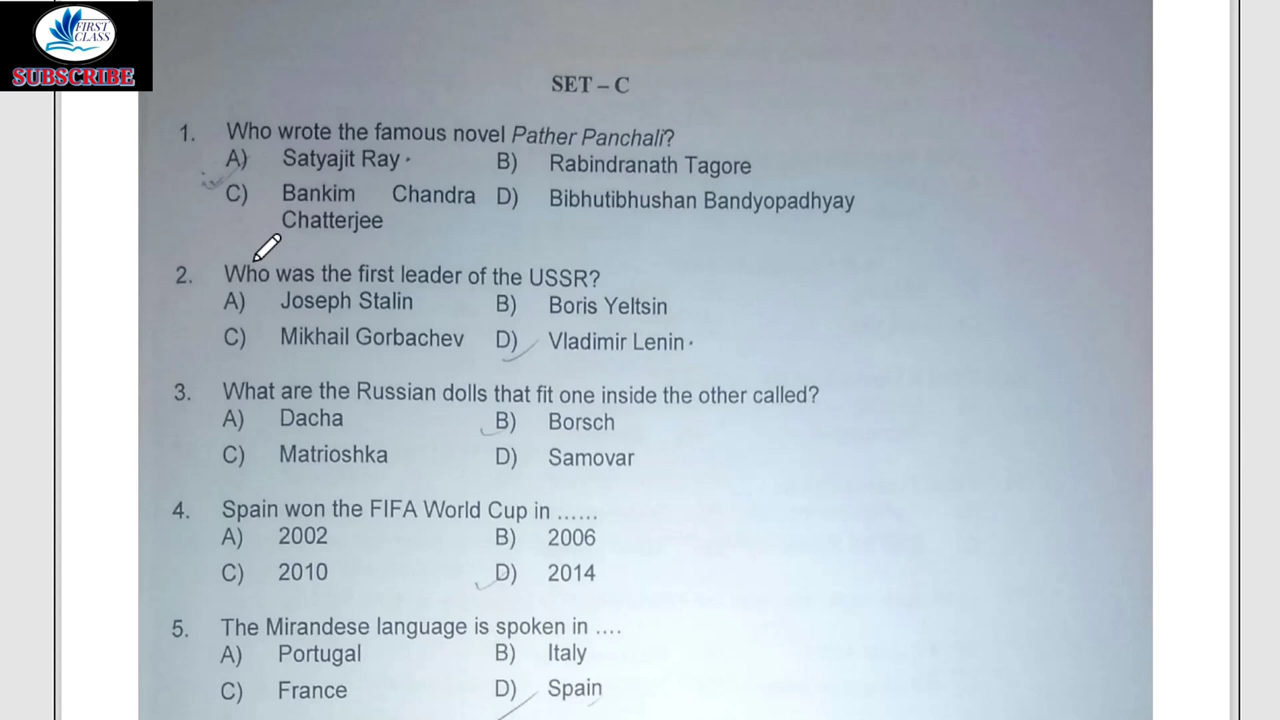 FIRST
CLASS
SUBSCRIBE
SET – C
1. Who wrote the famous novel Pather Panchali?
A) Satyajit Ray B) Rabindranath Tagore
C) Bankim Chandra Chatterjee D) Bibhutibhushan Bandyopadhyay
2. Who was the first leader of the USSR?
A) Joseph Stalin B) Boris Yeltsin
C) Mikhail Gorbachev D) Vladimir Lenin
3. What are the Russian dolls that fit one inside the other called?
A) Dacha B) Borsch
C) Matrioshka D) Samovar
4. Spain won the FIFA World Cup in ......
A) 2002 B) 2006
C) 2010 D) 2014
5. The Mirandese language is spoken in ....
A) Portugal B) Italy
C) France D) Spain